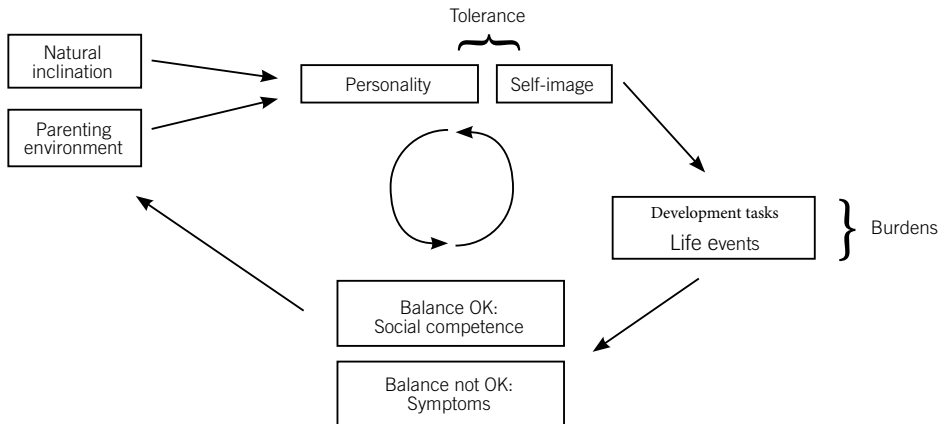 Tolerance
Natural
inclination
Personality
Self-image
Parenting
environment
Development tasks
Life events
Burdens
Balance OK:
Social competence
Balance not OK:
Symptoms